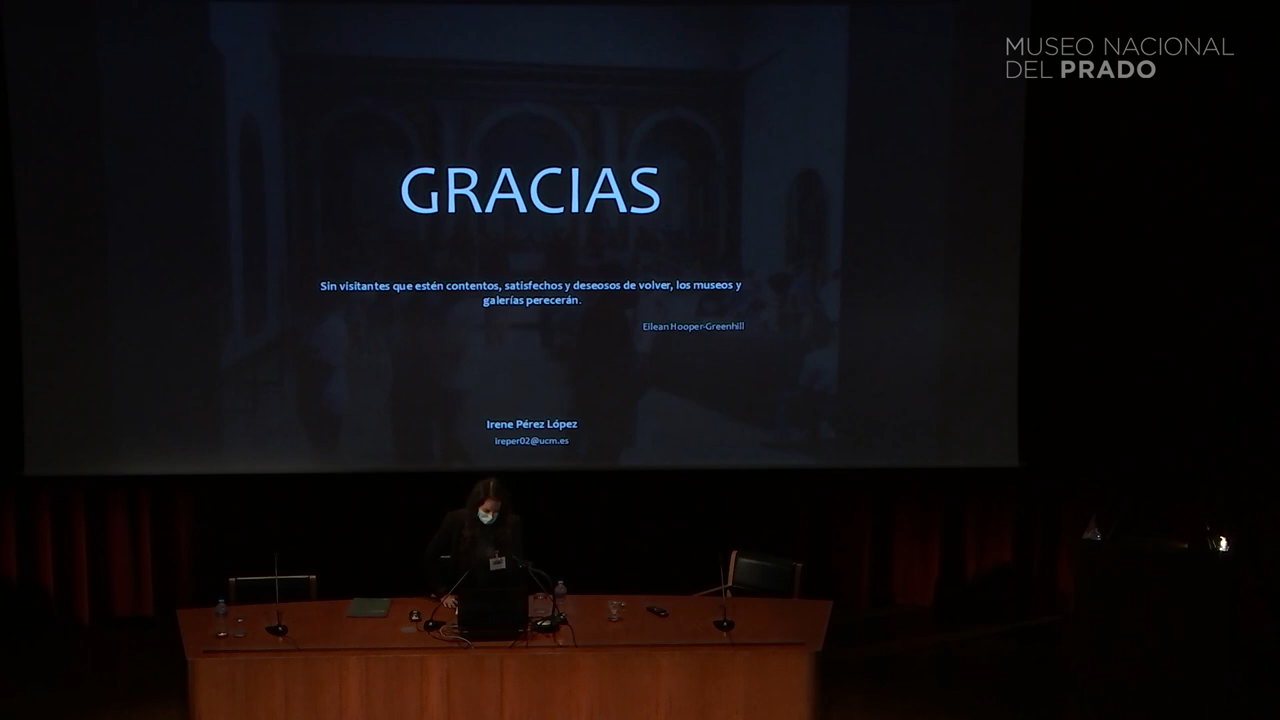 MUSEO NACIONAL
DEL PRADO
GRACIAS
Sin visitantes que estén contentos, satisfechos y deseosos de volver, los museos y
galerías perecerán.
Eilean Hooper-Greenhill
Irene Pérez López
ireper02@ucm.es